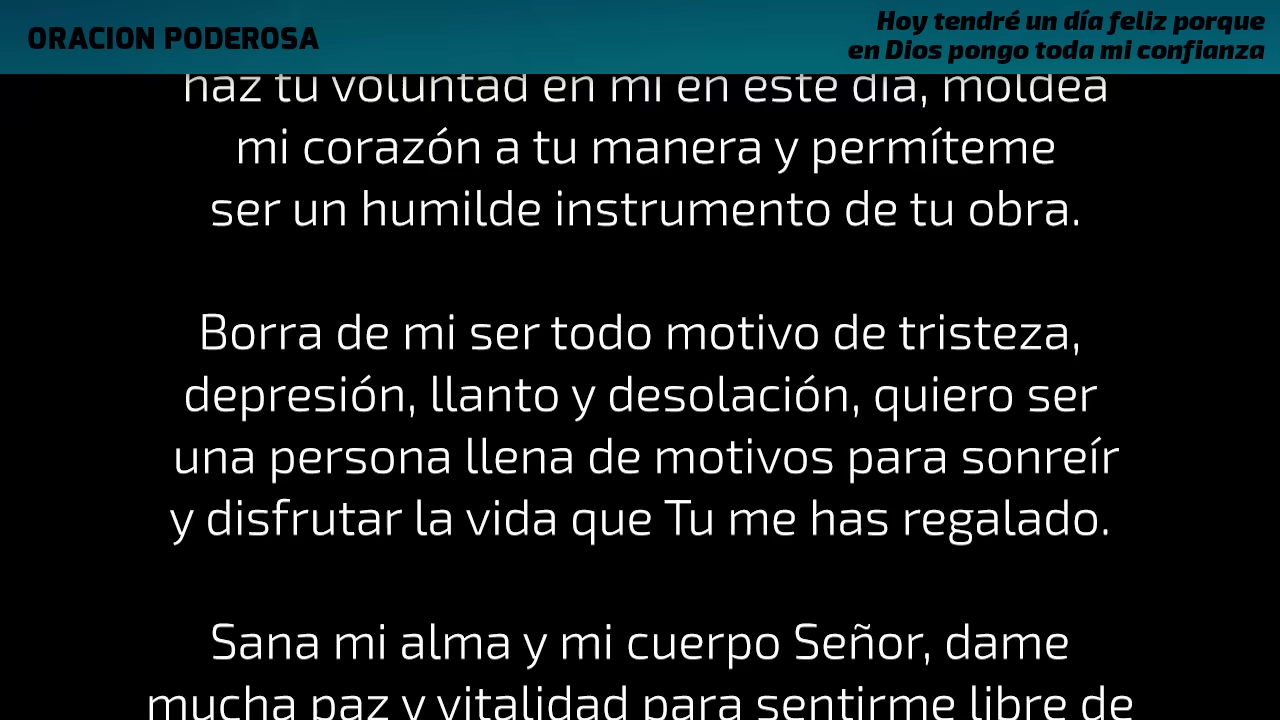 ORACION PODEROSA
Hoy tendré un día feliz porque
en Dios pongo toda mi confianza
haz tu voluntad en mi en este día, moldea
mi corazón a tu manera y permíteme
ser un humilde instrumento de tu obra.
Borra de mi ser todo motivo de tristeza,
depresión, llanto y desolación, quiero ser
una persona llena de motivos para sonreír
y disfrutar la vida que Tu me has regalado.
Sana mi alma y mi cuerpo Señor, dame
mucha paz y vitalidad para sentirme libre de